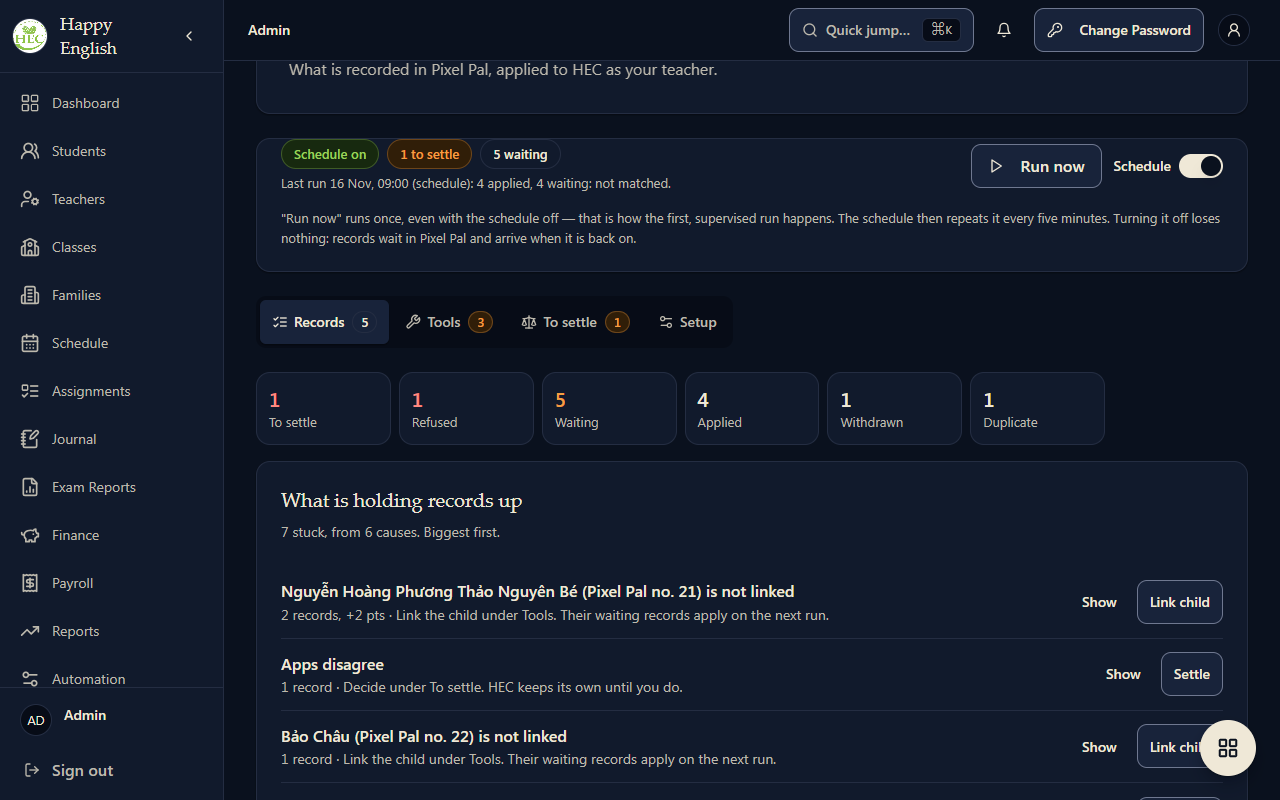 HEC
Happy
English
Dashboard
Students
Teachers
Classes
Families
Schedule
Assignments
Journal
Exam Reports
Finance
Payroll
Reports
Automation
AD
Admin
Sign out
Admin
Quick jump...
⌘K
Change Password
What is recorded in Pixel Pal, applied to HEC as your teacher.
Schedule on
1 to settle
5 waiting
Run now
Schedule
Last run 16 Nov, 09:00 (schedule): 4 applied, 4 waiting: not matched.
"Run now" runs once, even with the schedule off — that is how the first, supervised run happens. The schedule then repeats it every five minutes. Turning it off loses
nothing: records wait in Pixel Pal and arrive when it is back on.
Records 5
Tools 3
To settle 1
Setup
1
To settle
1
Refused
5
Waiting
4
Applied
1
Withdrawn
1
Duplicate
What is holding records up
7 stuck, from 6 causes. Biggest first.
Nguyễn Hoàng Phương Thảo Nguyên Bé (Pixel Pal no. 21) is not linked
2 records, +2 pts · Link the child under Tools. Their waiting records apply on the next run.
Show
Link child
Apps disagree
1 record · Decide under To settle. HEC keeps its own until you do.
Show
Settle
Bảo Châu (Pixel Pal no. 22) is not linked
1 record · Link the child under Tools. Their waiting records apply on the next run.
Show
Link